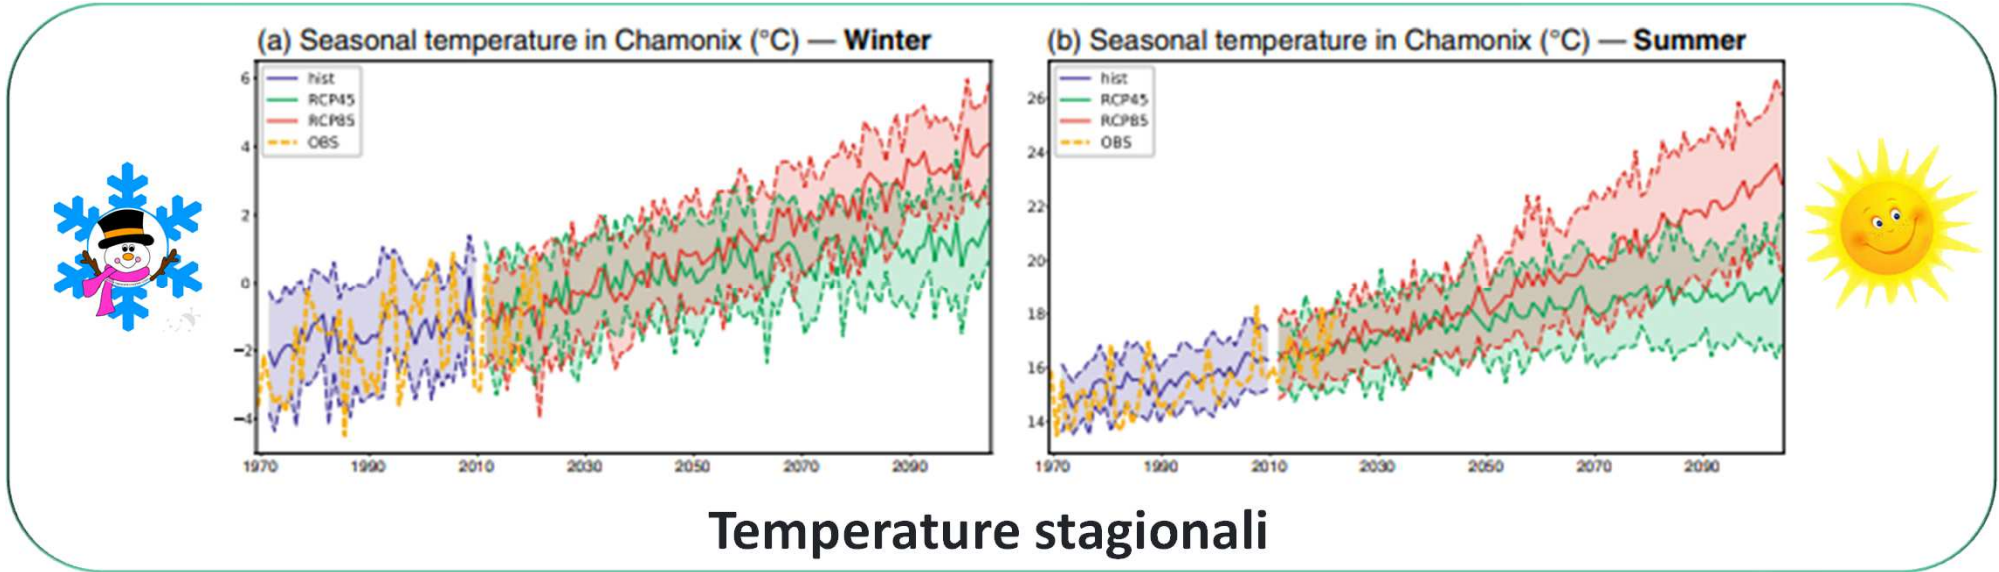 (a) Seasonal temperature in Chamonix (°C) — Winter
6
4
2
0
−2
−4
hist
RCP45
RCP85
OBS
1970 1990 2010 2030 2050 2070 2090
(b) Seasonal temperature in Chamonix (°C) — Summer
26
24
22
20
18
16
14
hist
RCP45
RCP85
OBS
1970 1990 2010 2030 2050 2070 2090
Temperature stagionali